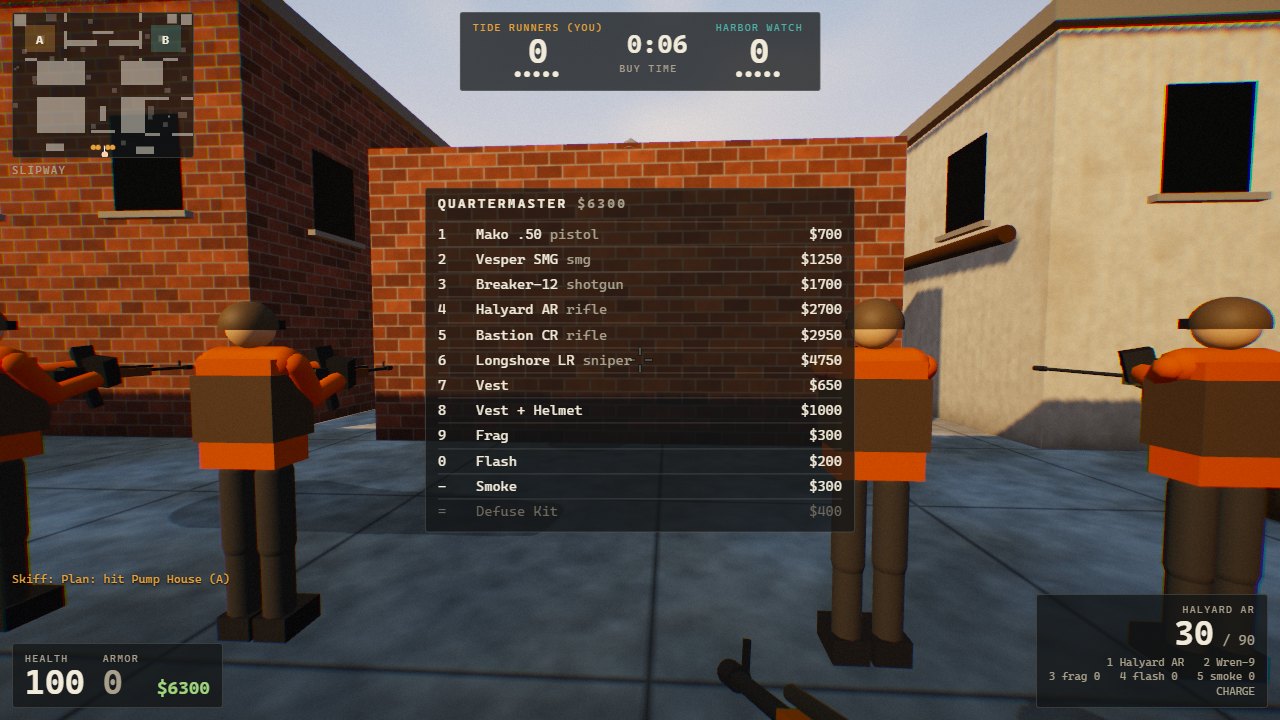 A B
SLIPWAY
TIDE RUNNERS (YOU) 0:06 HARBOR WATCH
0 BUY TIME 0
QUARTERMASTER $6300
1 Mako .50 pistol $700
2 Vesper SMG smg $1250
3 Breaker-12 shotgun $1700
4 Halyard AR rifle $2700
5 Bastion CR rifle $2950
6 Longshore LR sniper $4750
7 Vest $650
8 Vest + Helmet $1000
9 Frag $300
0 Flash $200
- Smoke $300
= Defuse Kit $400
Skiff: Plan: hit Pump House (A)
HEALTH ARMOR
100 0 $6300
HALYARD AR
30 / 90
1 Halyard AR 2 Wren-9
3 frag 0 4 flash 0 5 smoke 0
CHARGE